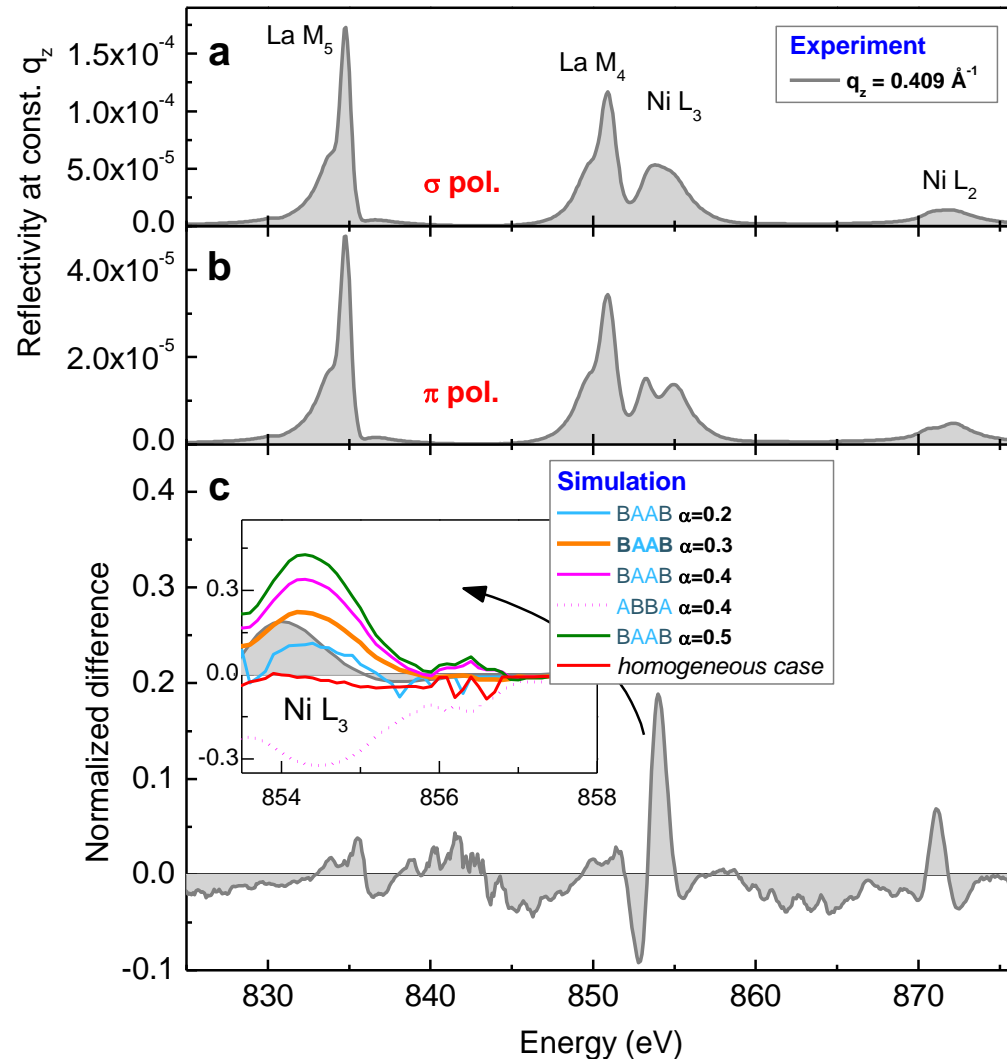 a
La M₅
La M₄
Ni L₃
Ni L₂
Experiment
q_z = 0.409 Å⁻¹
1.5x10⁻⁴
1.0x10⁻⁴
5.0x10⁻⁵
0.0
σ pol.
Reflectivity at const. q_z
b
4.0x10⁻⁵
2.0x10⁻⁵
0.0
π pol.
c
Simulation
BAAB α=0.2
BAAB α=0.3
BAAB α=0.4
ABBA α=0.4
BAAB α=0.5
homogeneous case
0.4
0.3
0.2
0.1
0.0
-0.1
Normalized difference
0.3
0.0
-0.3
Ni L₃
854 856 858
830 840 850 860 870
Energy (eV)